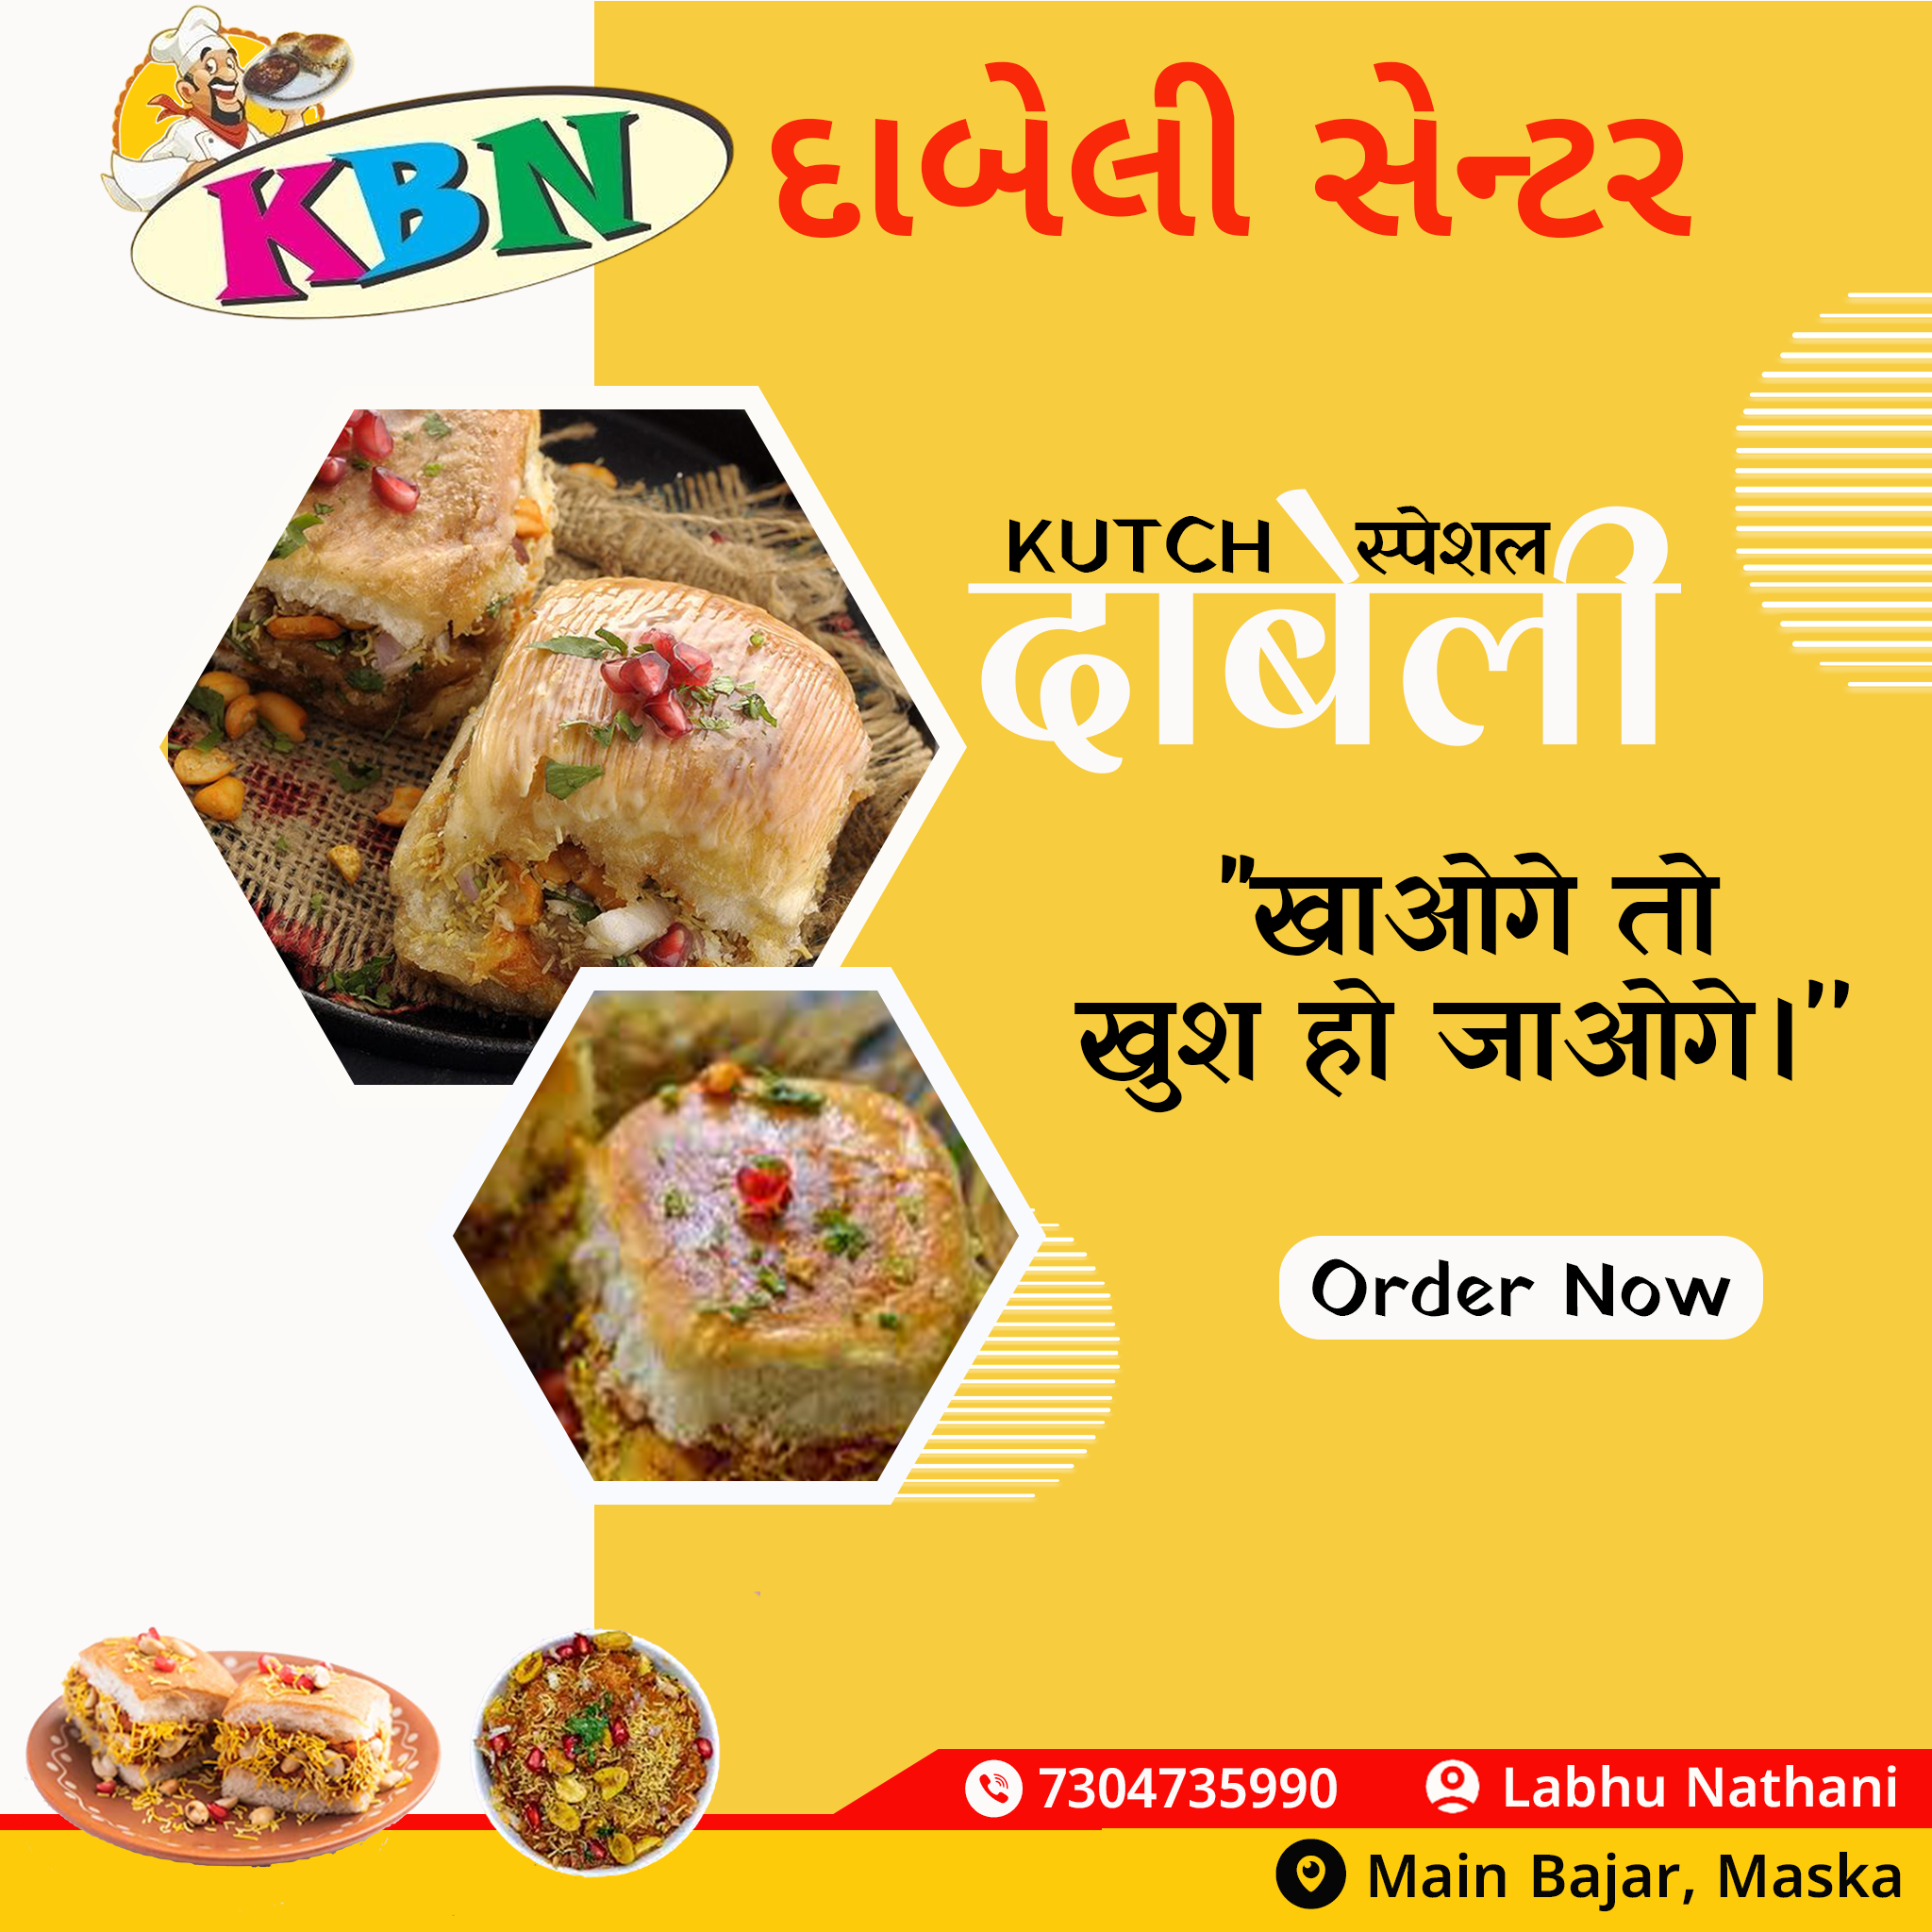 KBN
દાબેલી સેન્ટર
KUTCH स्पेशल
दाबेली
"खाओगे तो
खुश हो जाओगे।''
Order Now
7304735990 Labhu Nathani
Main Bajar, Maska